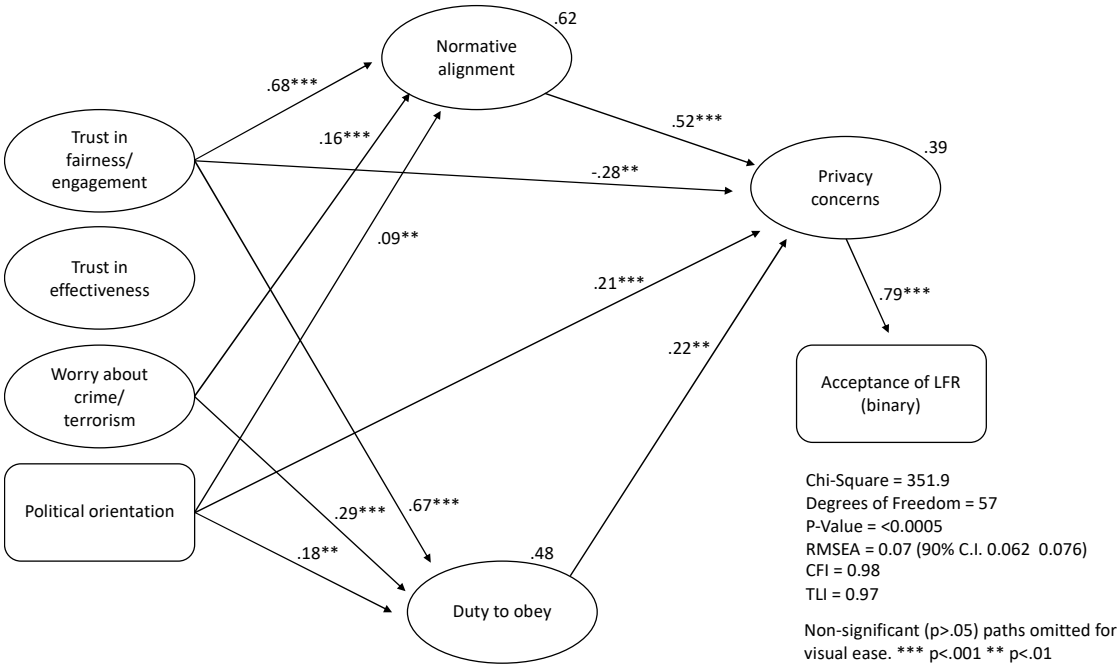 .62
Normative
alignment
.68***
.52***
Trust in
fairness/
engagement
.16***
.39
-.28**
Privacy
concerns
.09**
Trust in
effectiveness
.21***
.79***
.22**
Worry about
crime/
terrorism
Acceptance of LFR
(binary)
Political orientation
.29***
.67***
.18**
.48
Duty to obey
Chi-Square = 351.9
Degrees of Freedom = 57
P-Value = <0.0005
RMSEA = 0.07 (90% C.I. 0.062  0.076)
CFI = 0.98
TLI = 0.97
Non-significant (p>.05) paths omitted for
visual ease. *** p<.001 ** p<.01